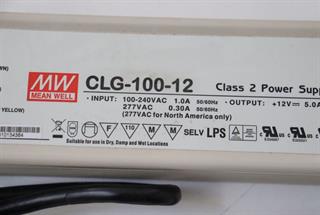 MW
MEAN WELL
CLG-100-12
Class 2 Power Sup
INPUT: 100-240VAC 1.0A 50/60Hz
277VAC 0.30A 50/60Hz
(277VAC for North America only)
OUTPUT: +12V 5.0A
YELLOW)
F 110 M M SELV LPS
Suitable for use in Dry, Damp and Wet Locations